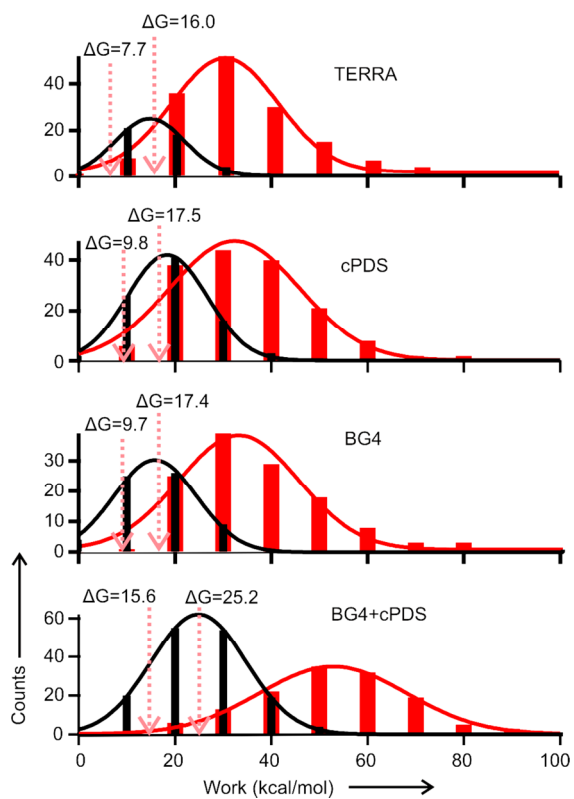 ΔG=16.0
ΔG=7.7
TERRA
40
20
0
ΔG=17.5
ΔG=9.8
cPDS
40
20
0
ΔG=17.4
ΔG=9.7
BG4
30
20
10
0
ΔG=15.6 ΔG=25.2
BG4+cPDS
60
40
20
0
0 20 40 60 80 100
Counts
Work (kcal/mol)